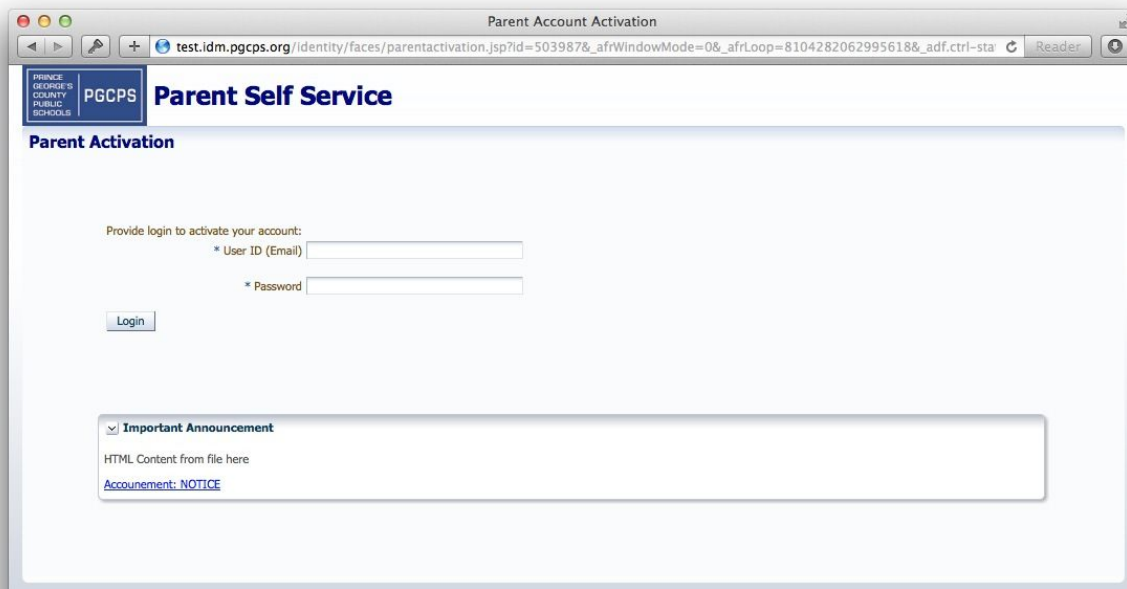 Parent Account Activation
test.idm.pgcps.org/identity/faces/parentactivation.jsp?id=503987&_afrWindowMode=0&_afrLoop=8104282062995618&_adf.ctrl-sta
Reader
PRINCE
GEORGE'S
COUNTY
PUBLIC
SCHOOLS
PGCPS
Parent Self Service
Parent Activation
Provide login to activate your account:
* User ID (Email)
* Password
Login
Important Announcement
HTML Content from file here
Accounement: NOTICE